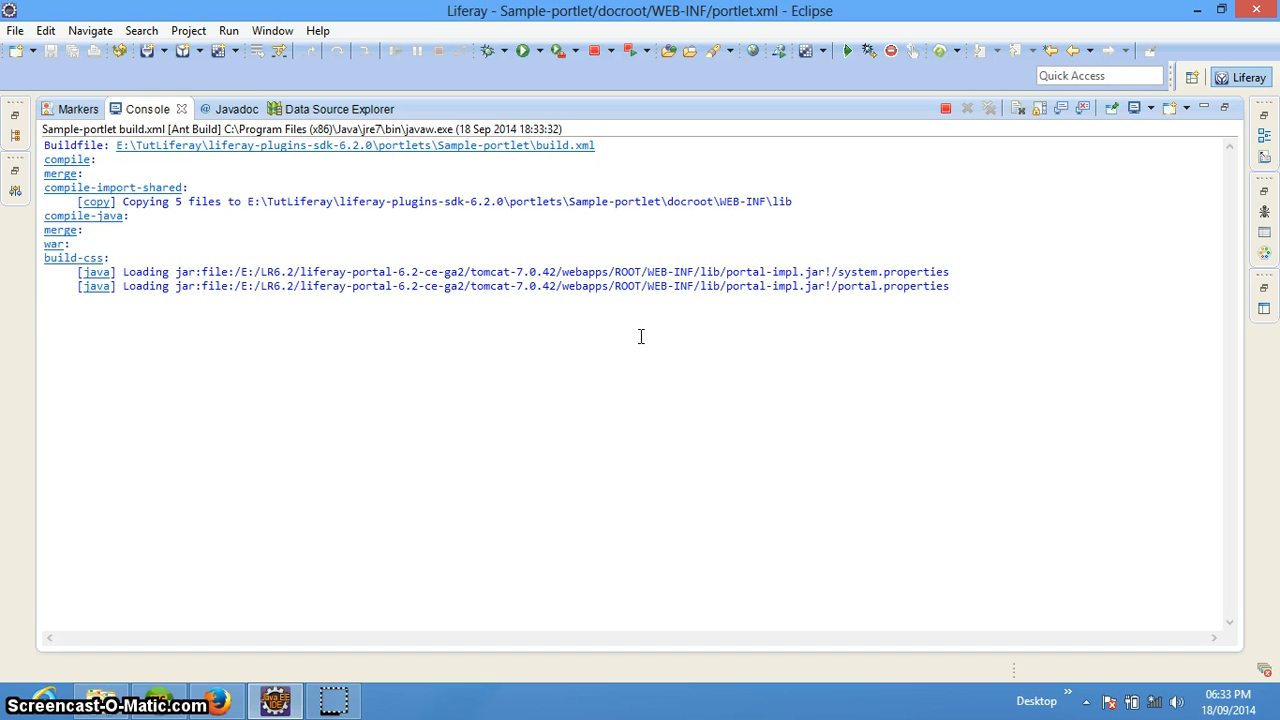 Liferay - Sample-portlet/docroot/WEB-INF/portlet.xml - Eclipse
File Edit Navigate Search Project Run Window Help
Quick Access
Liferay
Markers Console @ Javadoc Data Source Explorer
Sample-portlet build.xml [Ant Build] C:\Program Files (x86)\Java\jre7\bin\javaw.exe (18 Sep 2014 18:33:32)
Buildfile: E:\TutLiferay\liferay-plugins-sdk-6.2.0\portlets\Sample-portlet\build.xml
compile:
merge:
compile-import-shared:
[copy] Copying 5 files to E:\TutLiferay\liferay-plugins-sdk-6.2.0\portlets\Sample-portlet\docroot\WEB-INF\lib
compile-java:
merge:
war:
build-css:
[java] Loading jar:file:/E:/LR6.2/liferay-portal-6.2-ce-ga2/tomcat-7.0.42/webapps/ROOT/WEB-INF/lib/portal-impl.jar!/system.properties
[java] Loading jar:file:/E:/LR6.2/liferay-portal-6.2-ce-ga2/tomcat-7.0.42/webapps/ROOT/WEB-INF/lib/portal-impl.jar!/portal.properties
Java EE
IDE
Desktop
06:33 PM
18/09/2014
Screencast-O-Matic.com